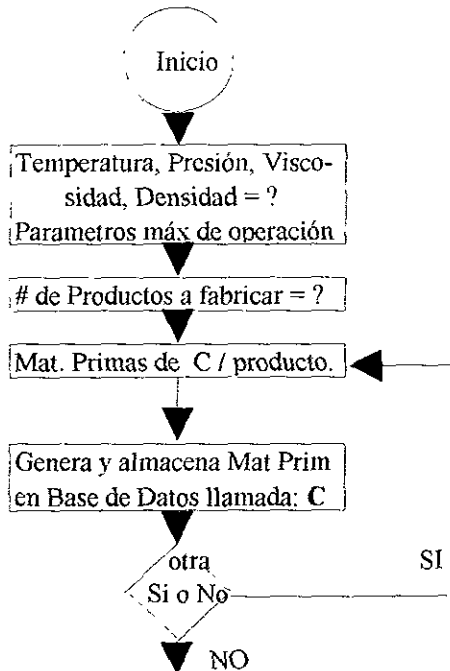 Inicio
Temperatura, Presión, Visco-
sidad, Densidad = ?
Parametros máx de operación
# de Productos a fabricar = ?
Mat. Primas de C / producto.
Genera y almacena Mat Prim
en Base de Datos llamada: C
otra
Si o No
SI
NO